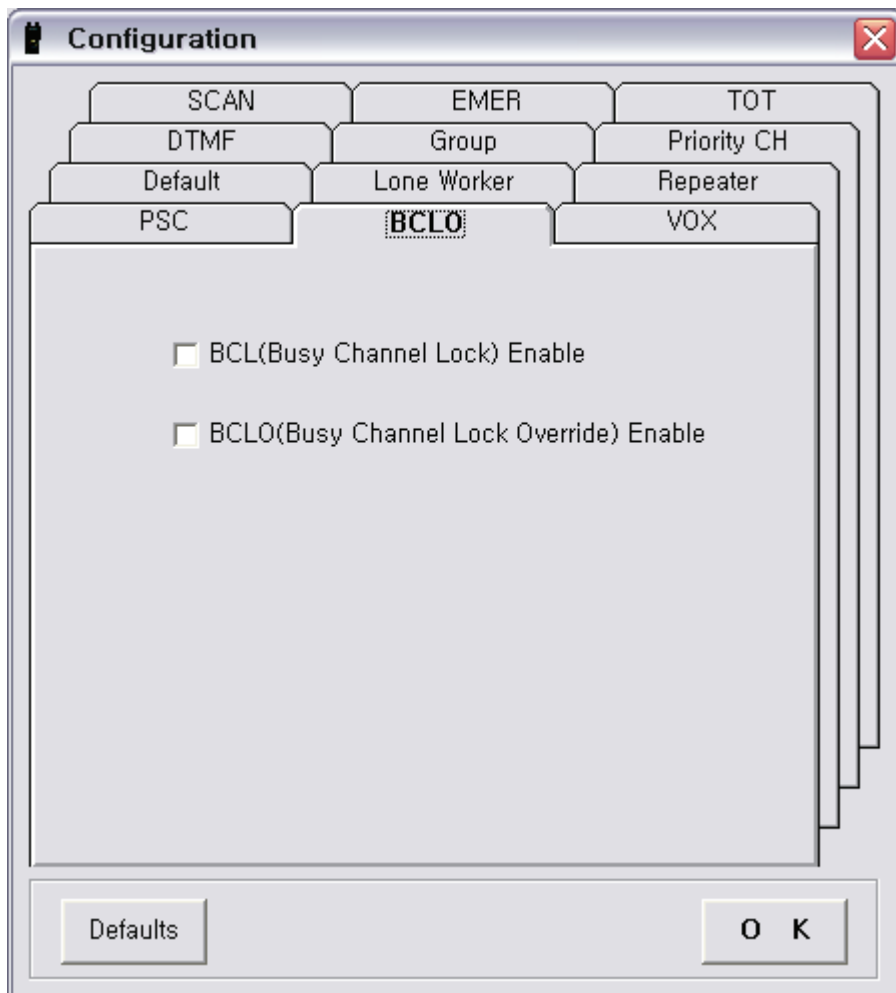 Configuration
SCAN EMER TOT
DTMF Group Priority CH
Default Lone Worker Repeater
PSC BCLO VOX
BCL(Busy Channel Lock) Enable
BCLO(Busy Channel Lock Override) Enable
Defaults O K